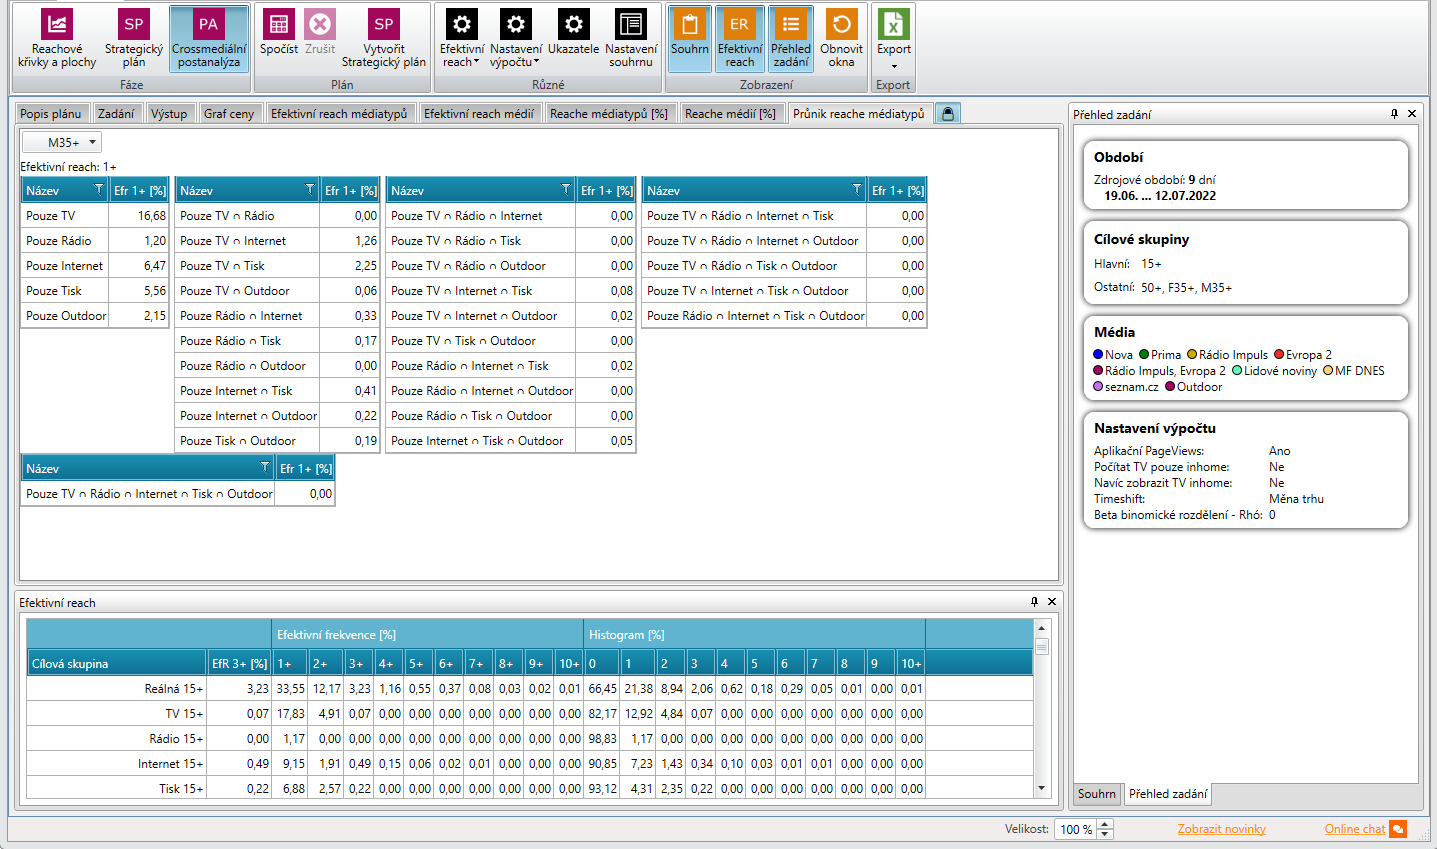 Reachové křivky a plochy
Strategický plán
Crossmediální postanalýza
Spočíst
Zrušit
Vytvořit Strategický plán
Efektivní reach
Nastavení výpočtu
Ukazatele
Nastavení souhrnu
Souhrn
Efektivní reach
Přehled zadání
Obnovit okna
Export
SP PA SP ER
Fáze Plán Různé Zobrazení Export
Popis plánu Zadání Výstup Graf ceny Efektivní reach médiatypů Efektivní reach médií Reache médiatypů [%] Reache médií [%] Průnik reache médiatypů
M35+
Efektivní reach: 1+
Název Efr 1+ [%]
Pouze TV 16,68
Pouze Rádio 1,20
Pouze Internet 6,47
Pouze Tisk 5,56
Pouze Outdoor 2,15
Název Efr 1+ [%]
Pouze TV ∩ Rádio 0,00
Pouze TV ∩ Internet 1,26
Pouze TV ∩ Tisk 2,25
Pouze TV ∩ Outdoor 0,06
Pouze Rádio ∩ Internet 0,33
Pouze Rádio ∩ Tisk 0,17
Pouze Rádio ∩ Outdoor 0,00
Pouze Internet ∩ Tisk 0,41
Pouze Internet ∩ Outdoor 0,22
Pouze Tisk ∩ Outdoor 0,19
Název Efr 1+ [%]
Pouze TV ∩ Rádio ∩ Internet 0,00
Pouze TV ∩ Rádio ∩ Tisk 0,00
Pouze TV ∩ Rádio ∩ Outdoor 0,00
Pouze TV ∩ Internet ∩ Tisk 0,08
Pouze TV ∩ Internet ∩ Outdoor 0,02
Pouze TV ∩ Tisk ∩ Outdoor 0,00
Pouze Rádio ∩ Internet ∩ Tisk 0,02
Pouze Rádio ∩ Internet ∩ Outdoor 0,00
Pouze Rádio ∩ Tisk ∩ Outdoor 0,00
Pouze Internet ∩ Tisk ∩ Outdoor 0,05
Název Efr 1+ [%]
Pouze TV ∩ Rádio ∩ Internet ∩ Tisk 0,00
Pouze TV ∩ Rádio ∩ Internet ∩ Outdoor 0,00
Pouze TV ∩ Rádio ∩ Tisk ∩ Outdoor 0,00
Pouze TV ∩ Internet ∩ Tisk ∩ Outdoor 0,00
Pouze Rádio ∩ Internet ∩ Tisk ∩ Outdoor 0,00
Název Efr 1+ [%]
Pouze TV ∩ Rádio ∩ Internet ∩ Tisk ∩ Outdoor 0,00
Efektivní reach
Efektivní frekvence [%] Histogram [%]
Cílová skupina EfR 3+ [%] 1+ 2+ 3+ 4+ 5+ 6+ 7+ 8+ 9+ 10+ 0 1 2 3 4 5 6 7 8 9 10+
Reálná 15+ 3,23 33,55 12,17 3,23 1,16 0,55 0,37 0,08 0,03 0,02 0,01 66,45 21,38 8,94 2,06 0,62 0,18 0,29 0,05 0,01 0,00 0,01
TV 15+ 0,07 17,83 4,91 0,07 0,00 0,00 0,00 0,00 0,00 0,00 0,00 82,17 12,92 4,84 0,07 0,00 0,00 0,00 0,00 0,00 0,00 0,00
Rádio 15+ 0,00 1,17 0,00 0,00 0,00 0,00 0,00 0,00 0,00 0,00 0,00 98,83 1,17 0,00 0,00 0,00 0,00 0,00 0,00 0,00 0,00 0,00
Internet 15+ 0,49 9,15 1,91 0,49 0,15 0,06 0,02 0,01 0,00 0,00 0,00 90,85 7,23 1,43 0,34 0,10 0,03 0,01 0,01 0,00 0,00 0,00
Tisk 15+ 0,22 6,88 2,57 0,22 0,00 0,00 0,00 0,00 0,00 0,00 0,00 93,12 4,31 2,35 0,22 0,00 0,00 0,00 0,00 0,00 0,00 0,00
Přehled zadání
Období
Zdrojové období: 9 dní
19.06. ... 12.07.2022
Cílové skupiny
Hlavní: 15+
Ostatní: 50+, F35+, M35+
Média
Nova Prima Rádio Impuls Evropa 2
Rádio Impuls, Evropa 2 Lidové noviny MF DNES
seznam.cz Outdoor
Nastavení výpočtu
Aplikační PageViews: Ano
Počítat TV pouze inhome: Ne
Navíc zobrazit TV inhome: Ne
Timeshift: Měna trhu
Beta binomické rozdělení - Rhó: 0
Souhrn Přehled zadání
Velikost: 100 % Zobrazit novinky Online chat